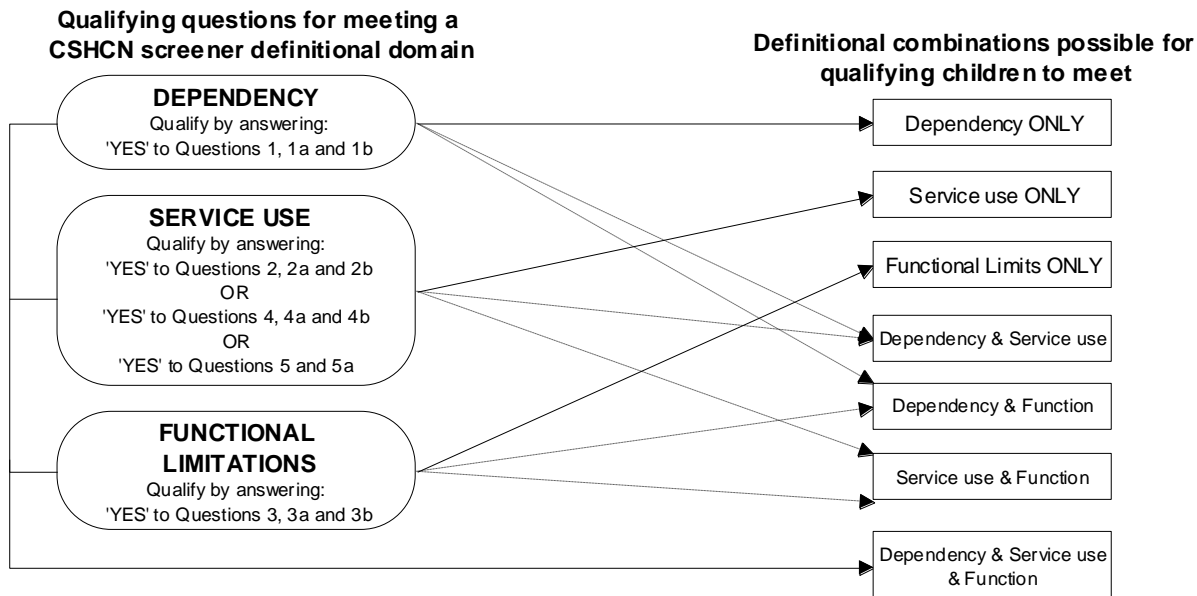 Qualifying questions for meeting a
CSHCN screener definitional domain
DEPENDENCY
Qualify by answering:
'YES' to Questions 1, 1a and 1b
SERVICE USE
Qualify by answering:
'YES' to Questions 2, 2a and 2b
OR
'YES' to Questions 4, 4a and 4b
OR
'YES' to Questions 5 and 5a
FUNCTIONAL
LIMITATIONS
Qualify by answering:
'YES' to Questions 3, 3a and 3b
Definitional combinations possible for
qualifying children to meet
Dependency ONLY
Service use ONLY
Functional Limits ONLY
Dependency & Service use
Dependency & Function
Service use & Function
Dependency & Service use
& Function